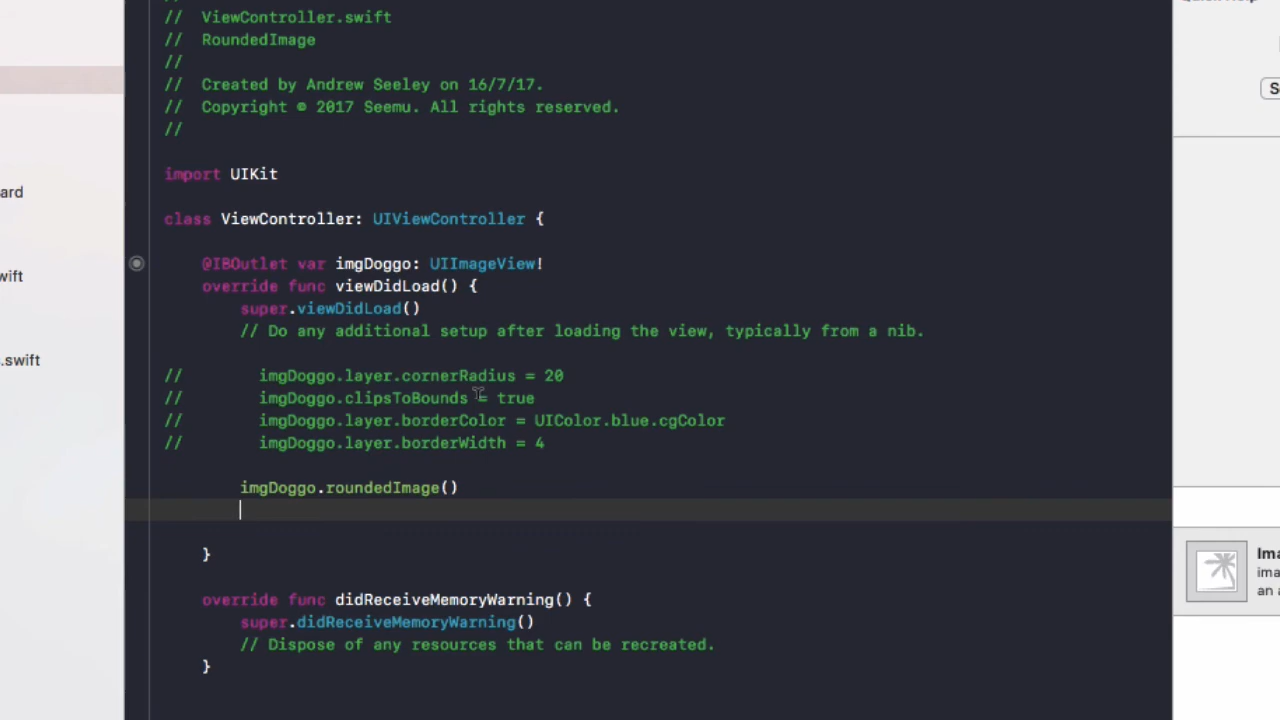 //  ViewController.swift
//  RoundedImage
//
//  Created by Andrew Seeley on 16/7/17.
//  Copyright © 2017 Seemu. All rights reserved.
//
import UIKit
class ViewController: UIViewController {
@IBOutlet var imgDoggo: UIImageView!
override func viewDidLoad() {
super.viewDidLoad()
// Do any additional setup after loading the view, typically from a nib.
//        imgDoggo.layer.cornerRadius = 20
//        imgDoggo.clipsToBounds = true
//        imgDoggo.layer.borderColor = UIColor.blue.cgColor
//        imgDoggo.layer.borderWidth = 4
imgDoggo.roundedImage()
}
override func didReceiveMemoryWarning() {
super.didReceiveMemoryWarning()
// Dispose of any resources that can be recreated.
}
ard
wift
.swift
S
Ima
ima
an a